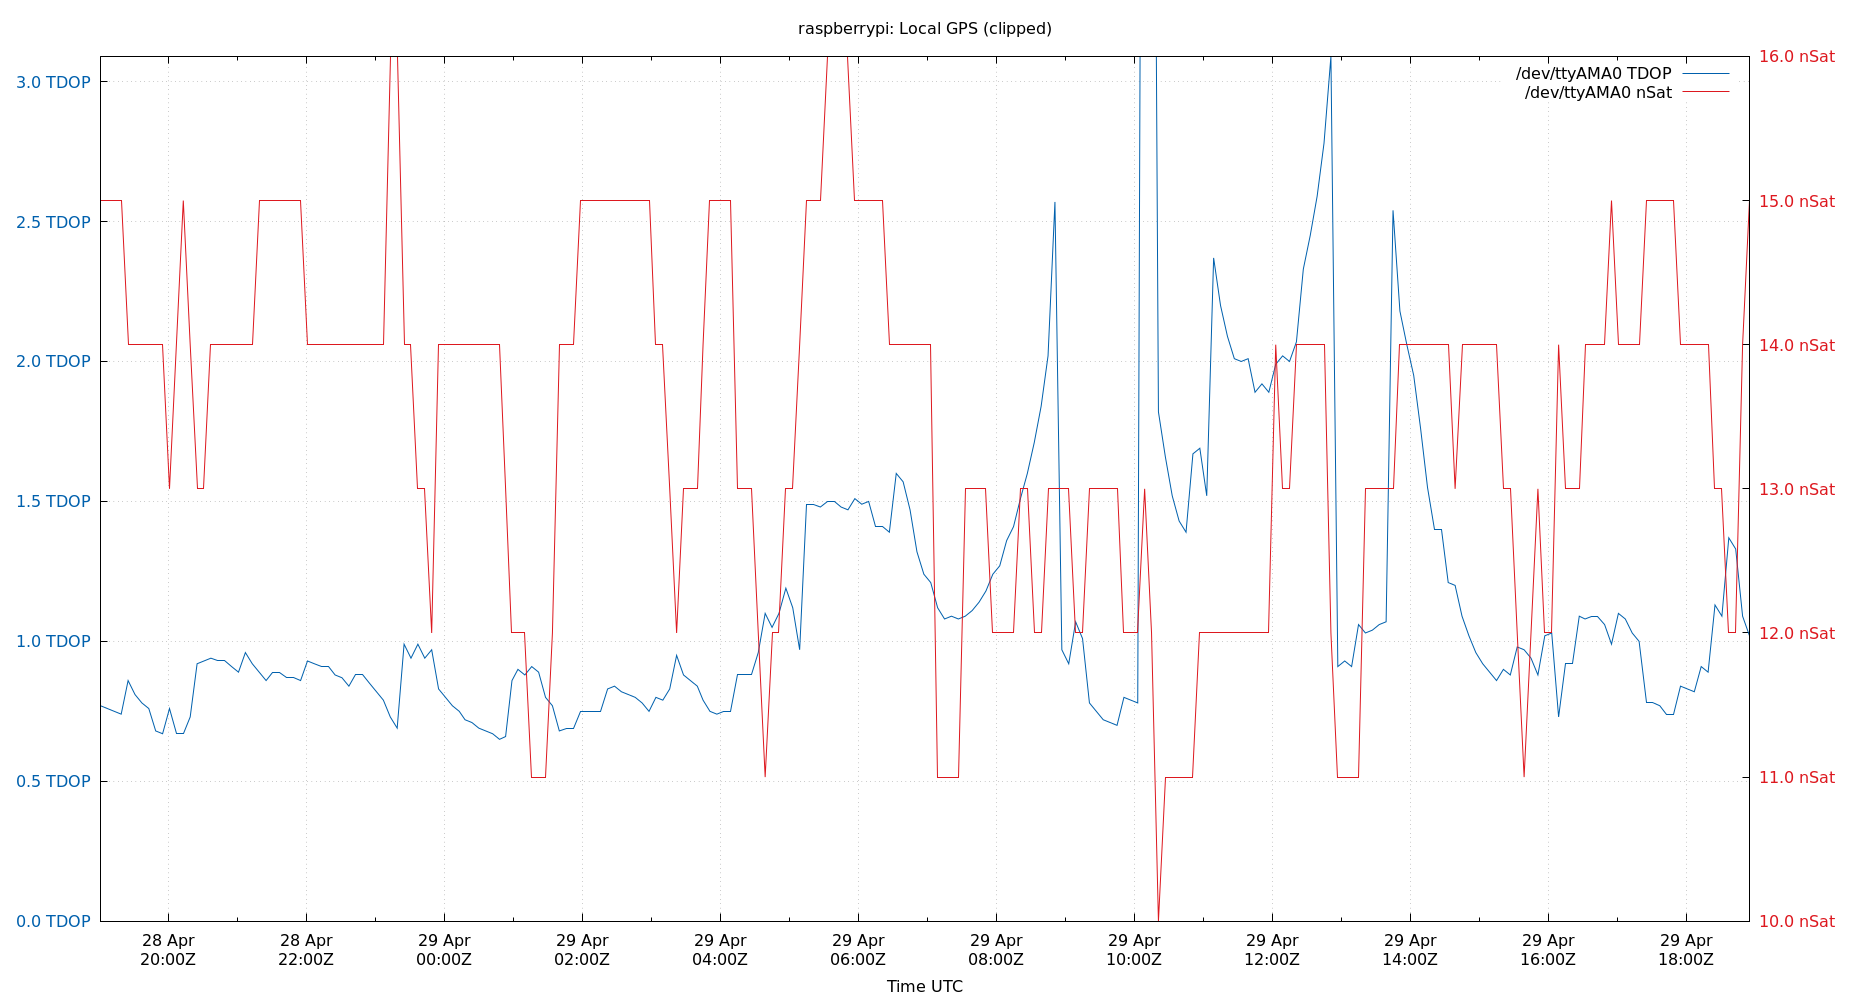 raspberrypi: Local GPS (clipped)
/dev/ttyAMA0 TDOP
/dev/ttyAMA0 nSat
3.0 TDOP
2.5 TDOP
2.0 TDOP
1.5 TDOP
1.0 TDOP
0.5 TDOP
0.0 TDOP
16.0 nSat
15.0 nSat
14.0 nSat
13.0 nSat
12.0 nSat
11.0 nSat
10.0 nSat
28 Apr
20:00Z
28 Apr
22:00Z
29 Apr
00:00Z
29 Apr
02:00Z
29 Apr
04:00Z
29 Apr
06:00Z
29 Apr
08:00Z
29 Apr
10:00Z
29 Apr
12:00Z
29 Apr
14:00Z
29 Apr
16:00Z
29 Apr
18:00Z
Time UTC